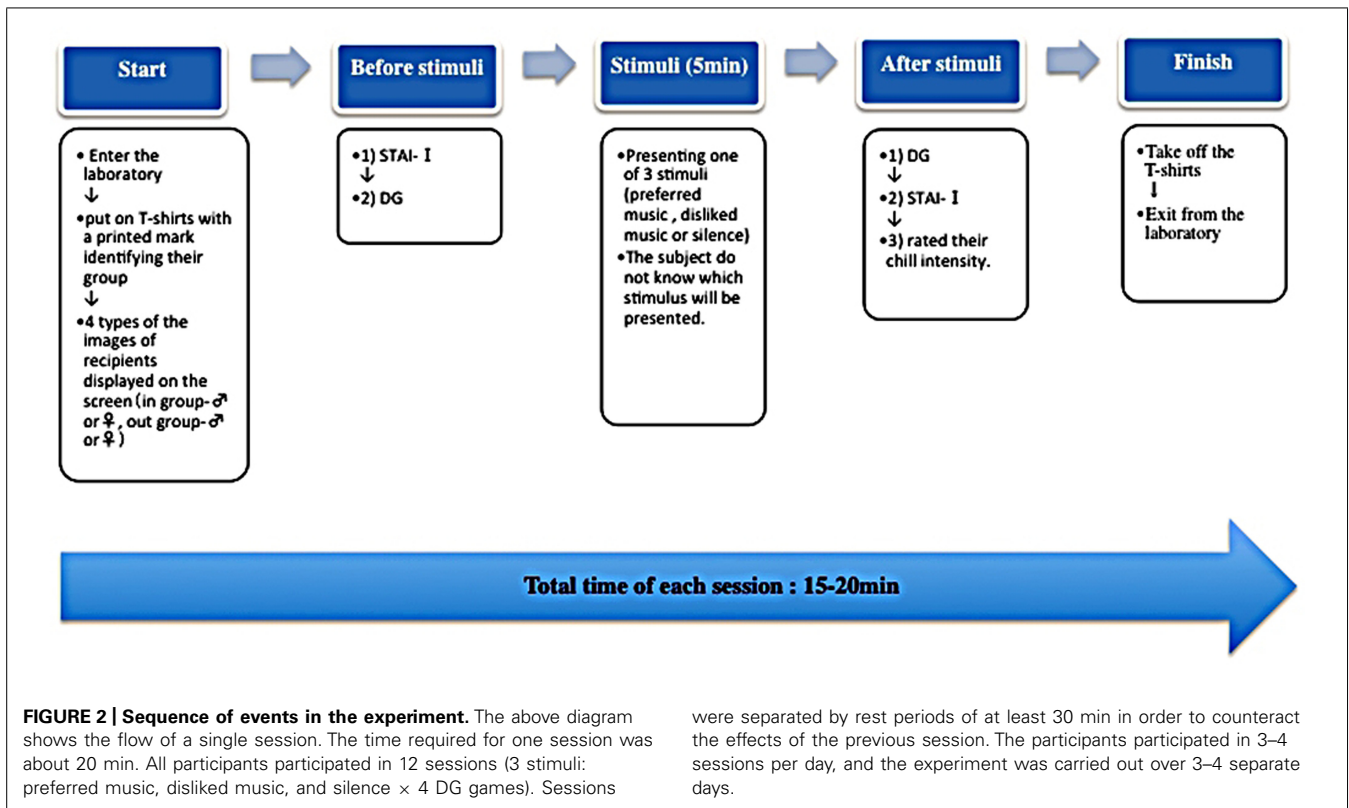 Start
Before stimuli
Stimuli (5min)
After stimuli
Finish
• Enter the
laboratory
↓
•put on T-shirts with
a printed mark
identifying their
group
↓
•4 types of the
images of
recipients
displayed on the
screen(in group-♂
or♀,out group-♂
or♀)
•1) STAI- I
↓
•2) DG
•Presenting one
of 3 stimuli
(preferred
music , disliked
music or silence)
•The subject do
not know which
stimulus will be
presented.
•1) DG
↓
•2) STAI- I
↓
•3) rated their
chill intensity.
•Take off the
T-shirts
↓
•Exit from the
laboratory
Total time of each session : 15-20min
FIGURE 2 | Sequence of events in the experiment. The above diagram
shows the flow of a single session. The time required for one session was
about 20 min. All participants participated in 12 sessions (3 stimuli:
preferred music, disliked music, and silence × 4 DG games). Sessions
were separated by rest periods of at least 30 min in order to counteract
the effects of the previous session. The participants participated in 3–4
sessions per day, and the experiment was carried out over 3–4 separate
days.